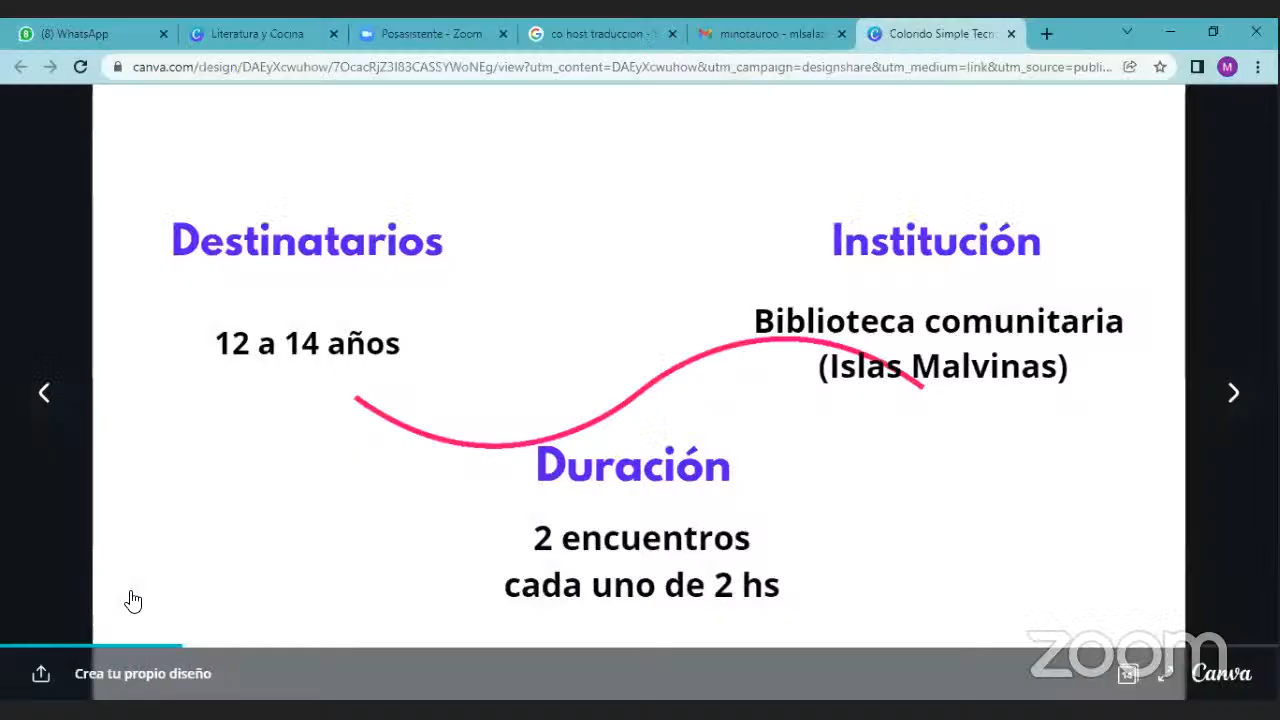 (8) WhatsApp
Literatura y Cocina
Posasistente - Zoom
co host traduccion -
minotauroo - mlsala
Colorido Simple Tecn
canva.com/design/DAEyXcwuhow/7OcacRjZ3I83CASSYWoNEg/view?utm_content=DAEyXcwuhow&utm_campaign=designshare&utm_medium=link&utm_source=publi...
M
Destinatarios
Institución
12 a 14 años
Biblioteca comunitaria
(Islas Malvinas)
Duración
2 encuentros
cada uno de 2 hs
zoom
Crea tu propio diseño
14
Canva